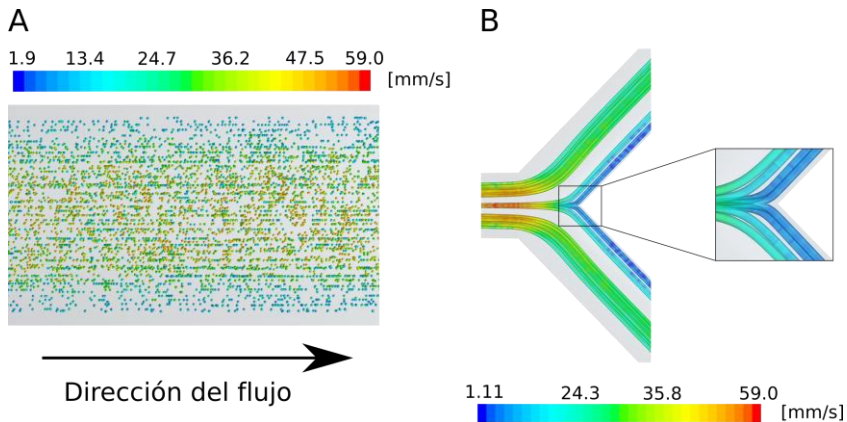 A
1.9 13.4 24.7 36.2 47.5 59.0
[mm/s]
Dirección del flujo
B
1.11 24.3 35.8 59.0
[mm/s]